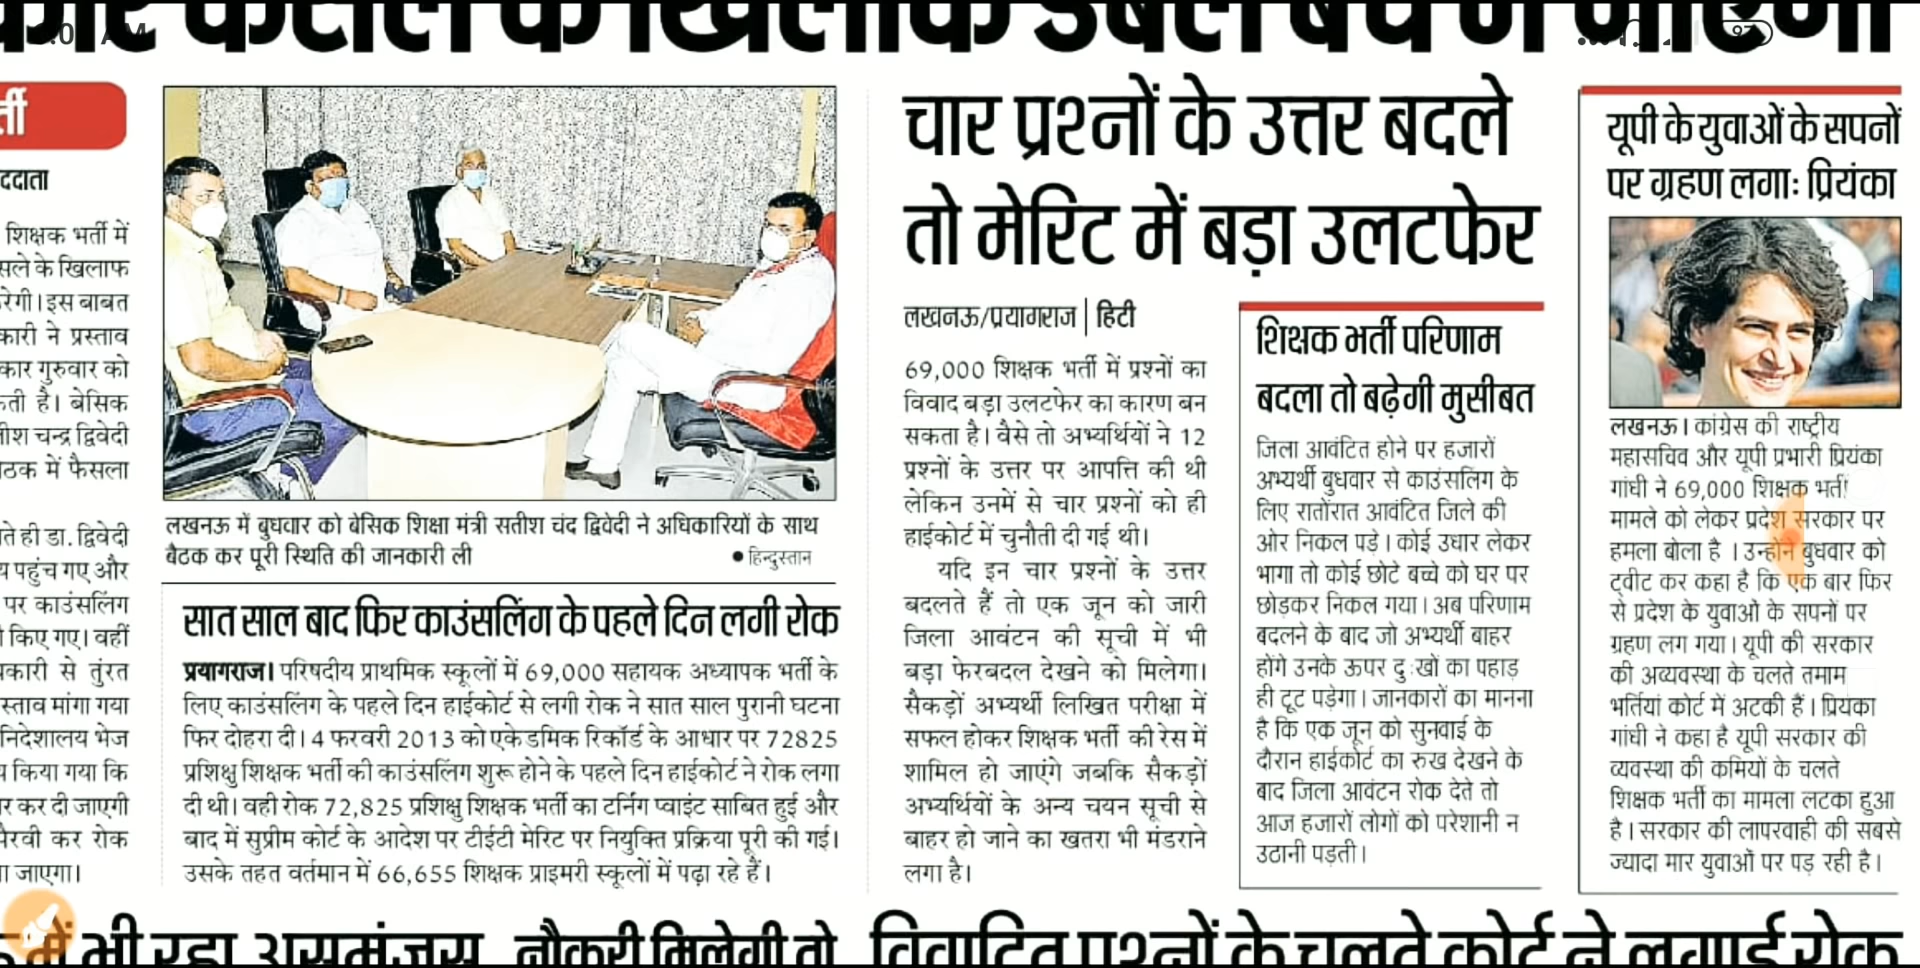 र्ती
ददाता
शिक्षक भर्ती में
सले के खिलाफ
रेगी। इस बाबत
कारी ने प्रस्ताव
कार गुरुवार को
ती है। बेसिक
ीश चन्द्र द्विवेदी
ठक में फैसला
ते ही डा. द्विवेदी
य पहुंच गए और
पर काउंसलिंग
किए गए। वहीं
कारी से तुंरत
स्ताव मांगा गया
निदेशालय भेज
किया गया कि
र कर दी जाएगी
पैरवी कर रोक
जाएगा।
लखनऊ में बुधवार को बेसिक शिक्षा मंत्री सतीश चंद द्विवेदी ने अधिकारियों के साथ
बैठक कर पूरी स्थिति की जानकारी ली ● हिन्दुस्तान
सात साल बाद फिर काउंसलिंग के पहले दिन लगी रोक
प्रयागराज। परिषदीय प्राथमिक स्कूलों में 69,000 सहायक अध्यापक भर्ती के
लिए काउंसलिंग के पहले दिन हाईकोर्ट से लगी रोक ने सात साल पुरानी घटना
फिर दोहरा दी। 4 फरवरी 2013 को एकेडमिक रिकॉर्ड के आधार पर 72825
प्रशिक्षु शिक्षक भर्ती की काउंसलिंग शुरू होने के पहले दिन हाईकोर्ट ने रोक लगा
दी थी। वही रोक 72,825 प्रशिक्षु शिक्षक भर्ती का टर्निंग प्वाइंट साबित हुई और
बाद में सुप्रीम कोर्ट के आदेश पर टीईटी मेरिट पर नियुक्ति प्रक्रिया पूरी की गई।
उसके तहत वर्तमान में 66,655 शिक्षक प्राइमरी स्कूलों में पढ़ा रहे हैं।
चार प्रश्नों के उत्तर बदले
तो मेरिट में बड़ा उलटफेर
लखनऊ/प्रयागराज | हिटी
69,000 शिक्षक भर्ती में प्रश्नों का
विवाद बड़ा उलटफेर का कारण बन
सकता है। वैसे तो अभ्यर्थियों ने 12
प्रश्नों के उत्तर पर आपत्ति की थी
लेकिन उनमें से चार प्रश्नों को ही
हाईकोर्ट में चुनौती दी गई थी।
यदि इन चार प्रश्नों के उत्तर
बदलते हैं तो एक जून को जारी
जिला आवंटन की सूची में भी
बड़ा फेरबदल देखने को मिलेगा।
सैकड़ों अभ्यर्थी लिखित परीक्षा में
सफल होकर शिक्षक भर्ती की रेस में
शामिल हो जाएंगे जबकि सैकड़ों
अभ्यर्थियों के अन्य चयन सूची से
बाहर हो जाने का खतरा भी मंडराने
लगा है।
शिक्षक भर्ती परिणाम
बदला तो बढ़ेगी मुसीबत
जिला आवंटित होने पर हजारों
अभ्यर्थी बुधवार से काउंसलिंग के
लिए रातोंरात आवंटित जिले की
ओर निकल पड़े। कोई उधार लेकर
भागा तो कोई छोटे बच्चे को घर पर
छोड़कर निकल गया। अब परिणाम
बदलने के बाद जो अभ्यर्थी बाहर
होंगे उनके ऊपर दु:खों का पहाड़
ही टूट पड़ेगा। जानकारों का मानना
है कि एक जून को सुनवाई के
दौरान हाईकोर्ट का रुख देखने के
बाद जिला आवंटन रोक देते तो
आज हजारों लोगों को परेशानी न
उठानी पड़ती।
यूपी के युवाओं के सपनों
पर ग्रहण लगा: प्रियंका
लखनऊ। कांग्रेस की राष्ट्रीय
महासचिव और यूपी प्रभारी प्रियंका
गांधी ने 69,000 शिक्षक भर्ती
मामले को लेकर प्रदेश सरकार पर
हमला बोला है । उन्होंने बुधवार को
ट्वीट कर कहा है कि एक बार फिर
से प्रदेश के युवाओं के सपनों पर
ग्रहण लग गया। यूपी की सरकार
की अव्यवस्था के चलते तमाम
भर्तियां कोर्ट में अटकी हैं। प्रियंका
गांधी ने कहा है यूपी सरकार की
व्यवस्था की कमियों के चलते
शिक्षक भर्ती का मामला लटका हुआ
है। सरकार की लापरवाही की सबसे
ज्यादा मार युवाओं पर पड़ रही है।
में भी रहा असमंजस
नौकरी मिलेगी तो
विवादित प्रश्नों के चलते कोर्ट ने लगाई रोक